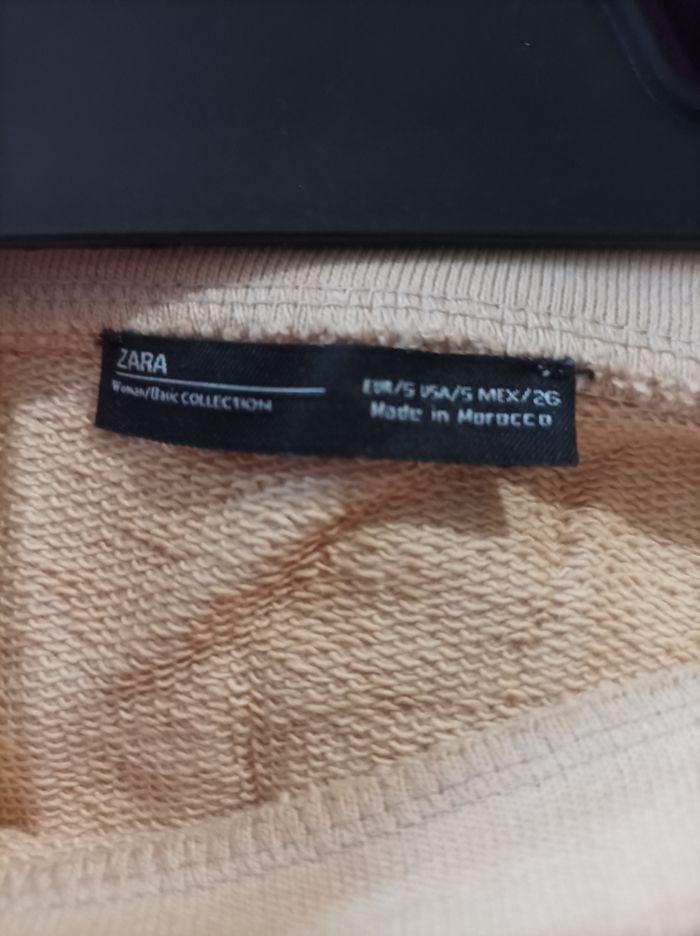 ZARA
Woman/Basic COLLECTION
EUR/S USA/S MEX/26
Made in Morocco